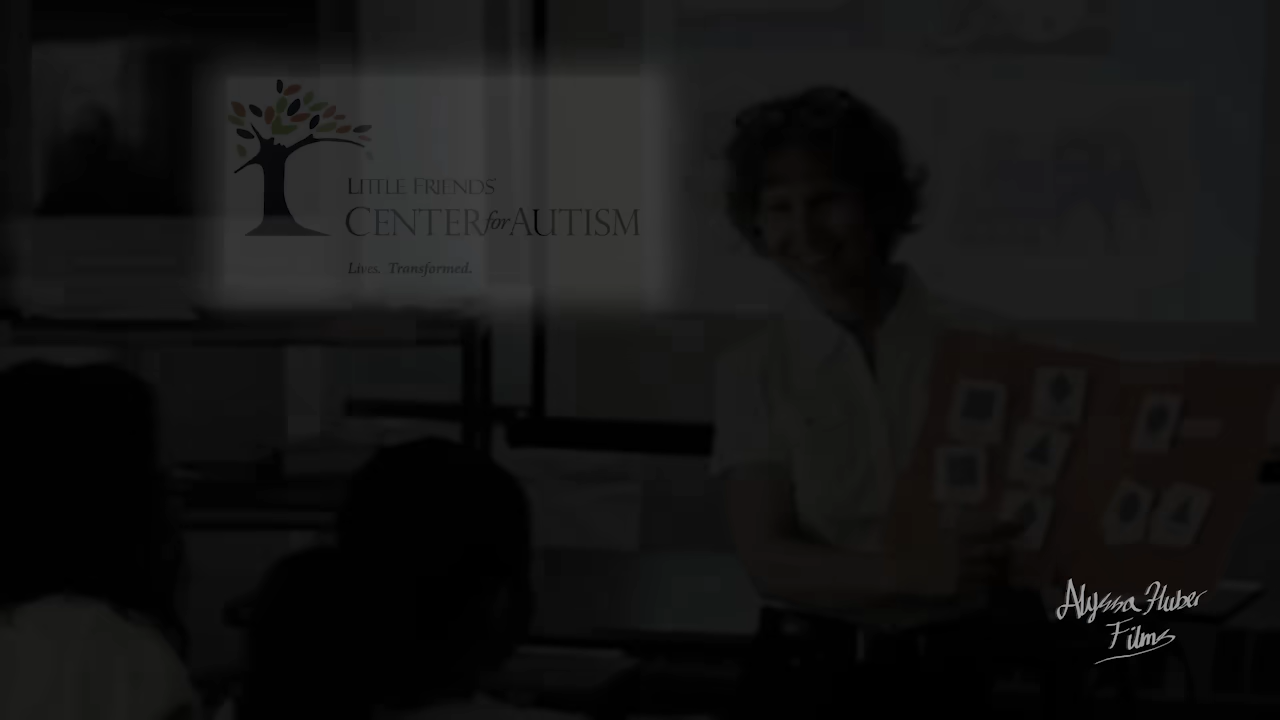 LITTLE FRIENDS'
CENTER for AUTISM
Lives. Transformed.
Alyssa Huber
Films